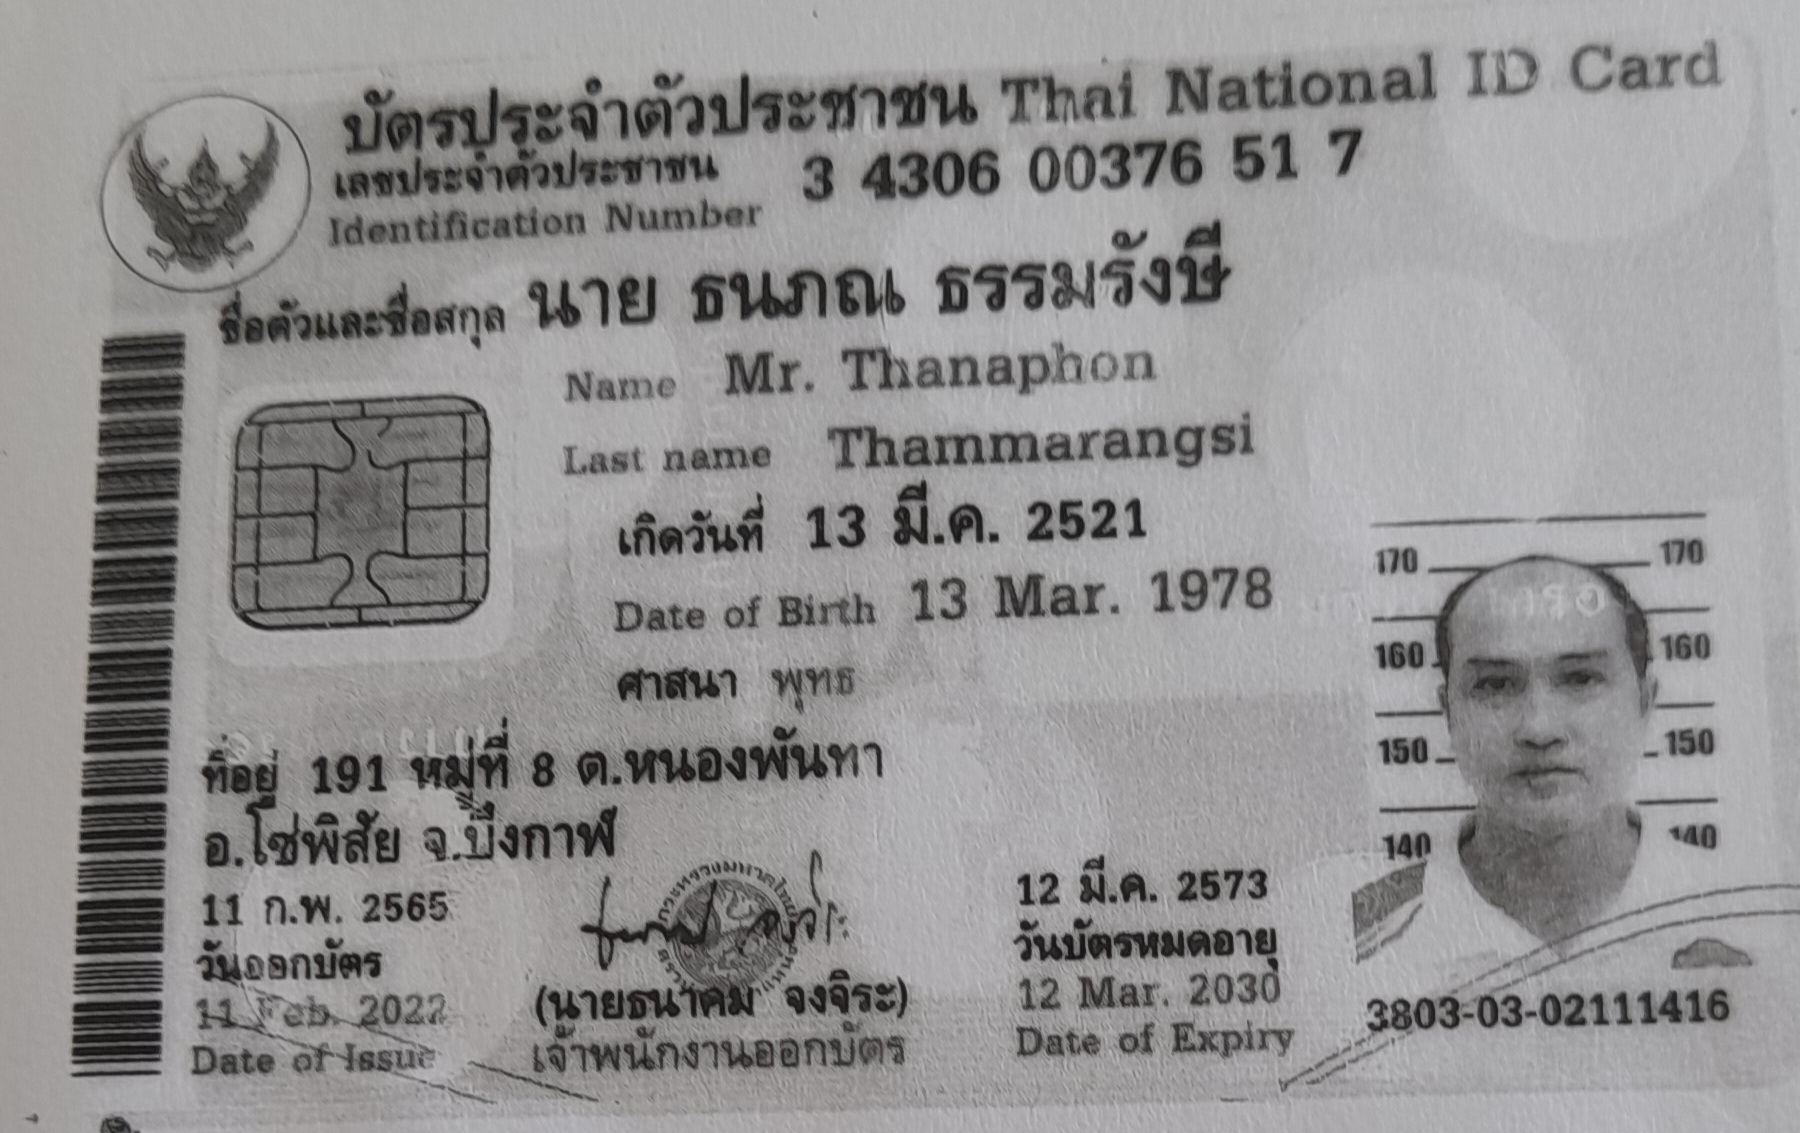 บัตรประจำตัวประชาชน Thai National ID Card
เลขประจำตัวประชาชน 3 4306 00376 51 7
Identification Number
ชื่อตัวและชื่อสกุล นาย ธนภณ ธรรมรังษี
Name Mr. Thanaphon
Last name Thammarangsi
เกิดวันที่ 13 มี.ค. 2521
Date of Birth 13 Mar. 1978
ศาสนา พุทธ
ที่อยู่ 191 หมู่ที่ 8 ต.หนองพันทา
อ.โซ่พิสัย จ.บึงกาฬ
11 ก.พ. 2565
วันออกบัตร
11 Feb. 2022
Date of Issue
(นายธนาคม จงจิระ)
เจ้าพนักงานออกบัตร
12 มี.ค. 2573
วันบัตรหมดอายุ
12 Mar. 2030
Date of Expiry
170 170
160 160
150 150
140 140
3803-03-02111416